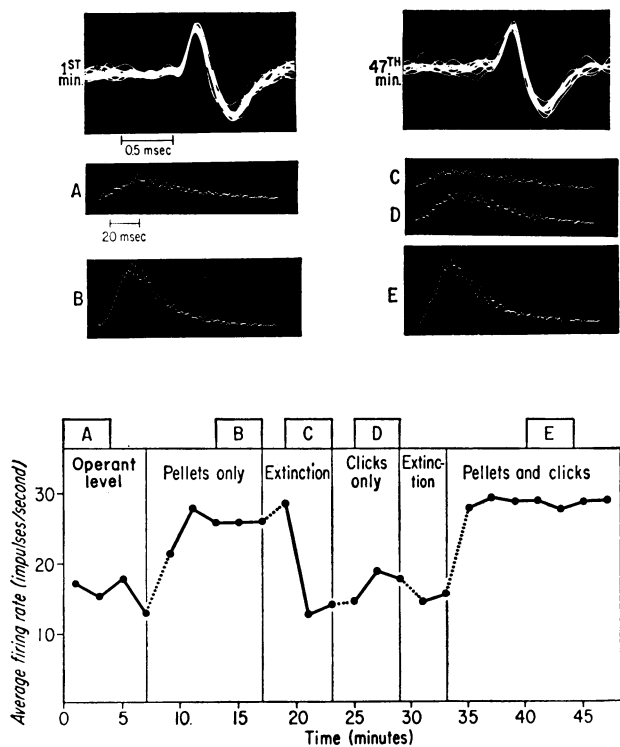 1ST
min.
47TH
min.
0.5 msec
A
20 msec
B
C
D
E
A
B
C
D
E
Operant
level
Pellets only
Extinction
Clicks
only
Extinc-
tion
Pellets and clicks
30
20
10
Average firing rate (impulses/second)
0 5 10. 15 20 25 30 35 40 45
Time (minutes)